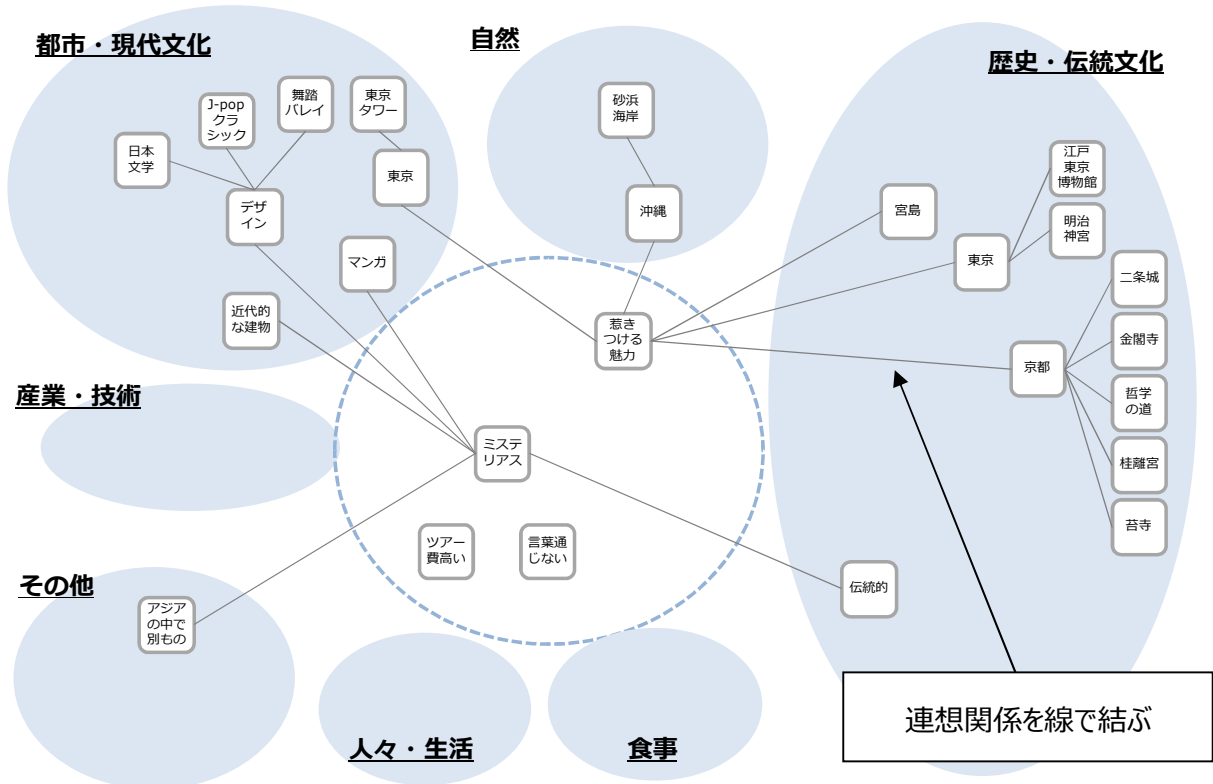 都市・現代文化
自然
歴史・伝統文化
J-pop
クラ
シック
舞踏
バレイ
東京
タワー
日本
文学
東京
デザ
イン
マンガ
近代的
な建物
砂浜
海岸
沖縄
惹き
つける
魅力
宮島
東京
江戸
東京
博物館
明治
神宮
京都
二条城
金閣寺
哲学
の道
桂離宮
苔寺
産業・技術
ミステ
リアス
ツアー
費高い
言葉通
じない
伝統的
その他
アジア
の中で
別もの
人々・生活
食事
連想関係を線で結ぶ